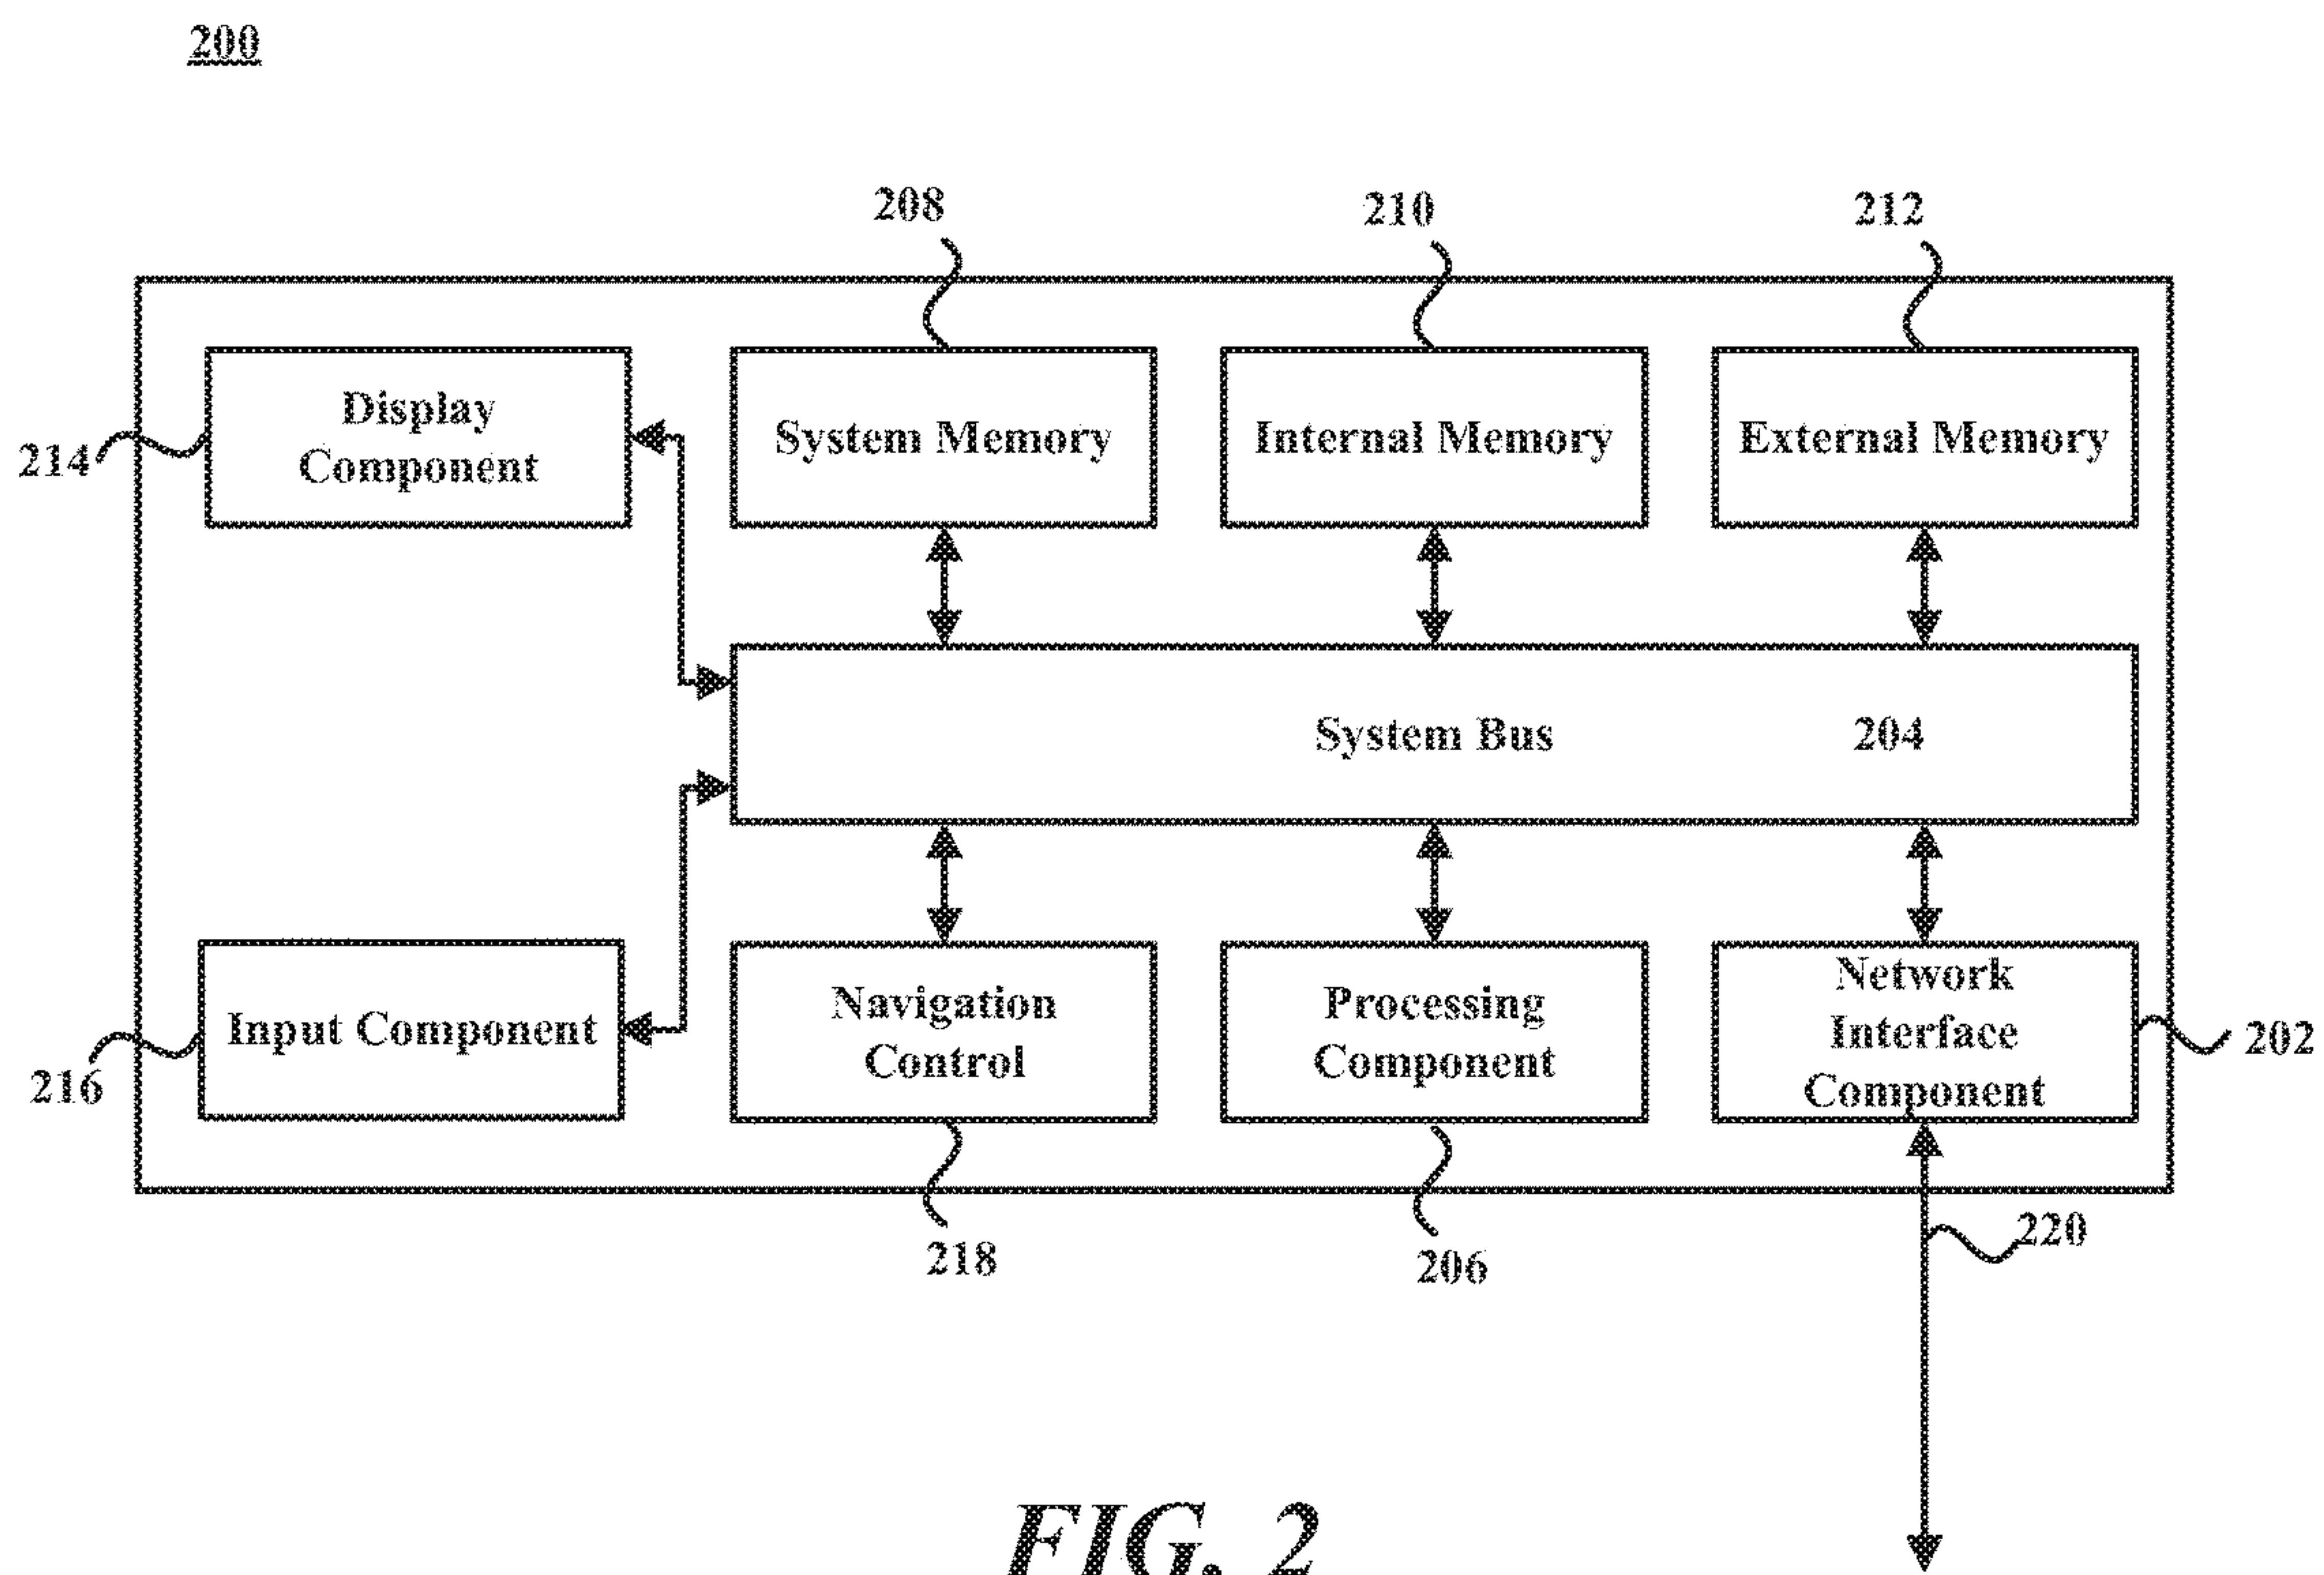 200
208
210
212
Display
Component
System Memory
Internal Memory
External Memory
214
System Bus
204
Input Component
216
Navigation
Control
Processing
Component
Network
Interface
Component
202
218
206
220
FIG. 2